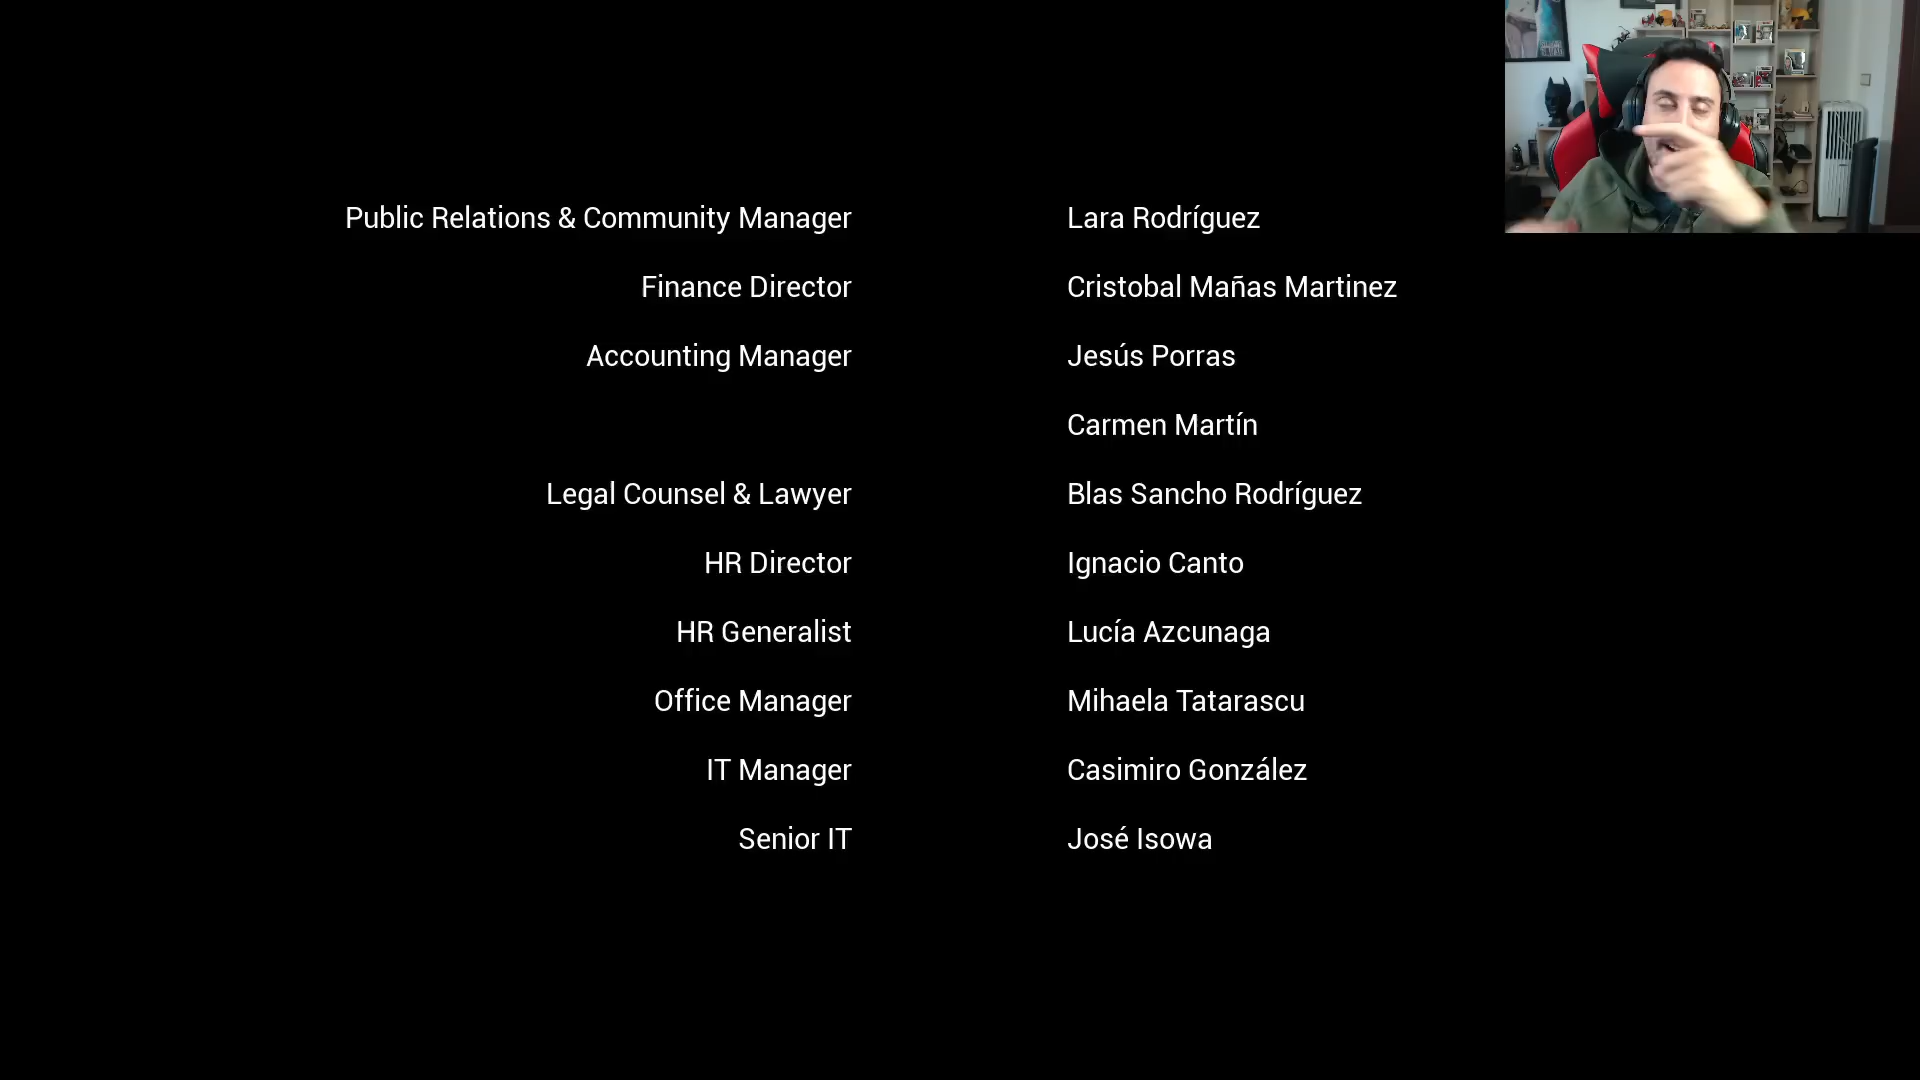 Public Relations & Community Manager Lara Rodríguez
Finance Director Cristobal Mañas Martinez
Accounting Manager Jesús Porras
Carmen Martín
Legal Counsel & Lawyer Blas Sancho Rodríguez
HR Director Ignacio Canto
HR Generalist Lucía Azcunaga
Office Manager Mihaela Tatarascu
IT Manager Casimiro González
Senior IT José Isowa